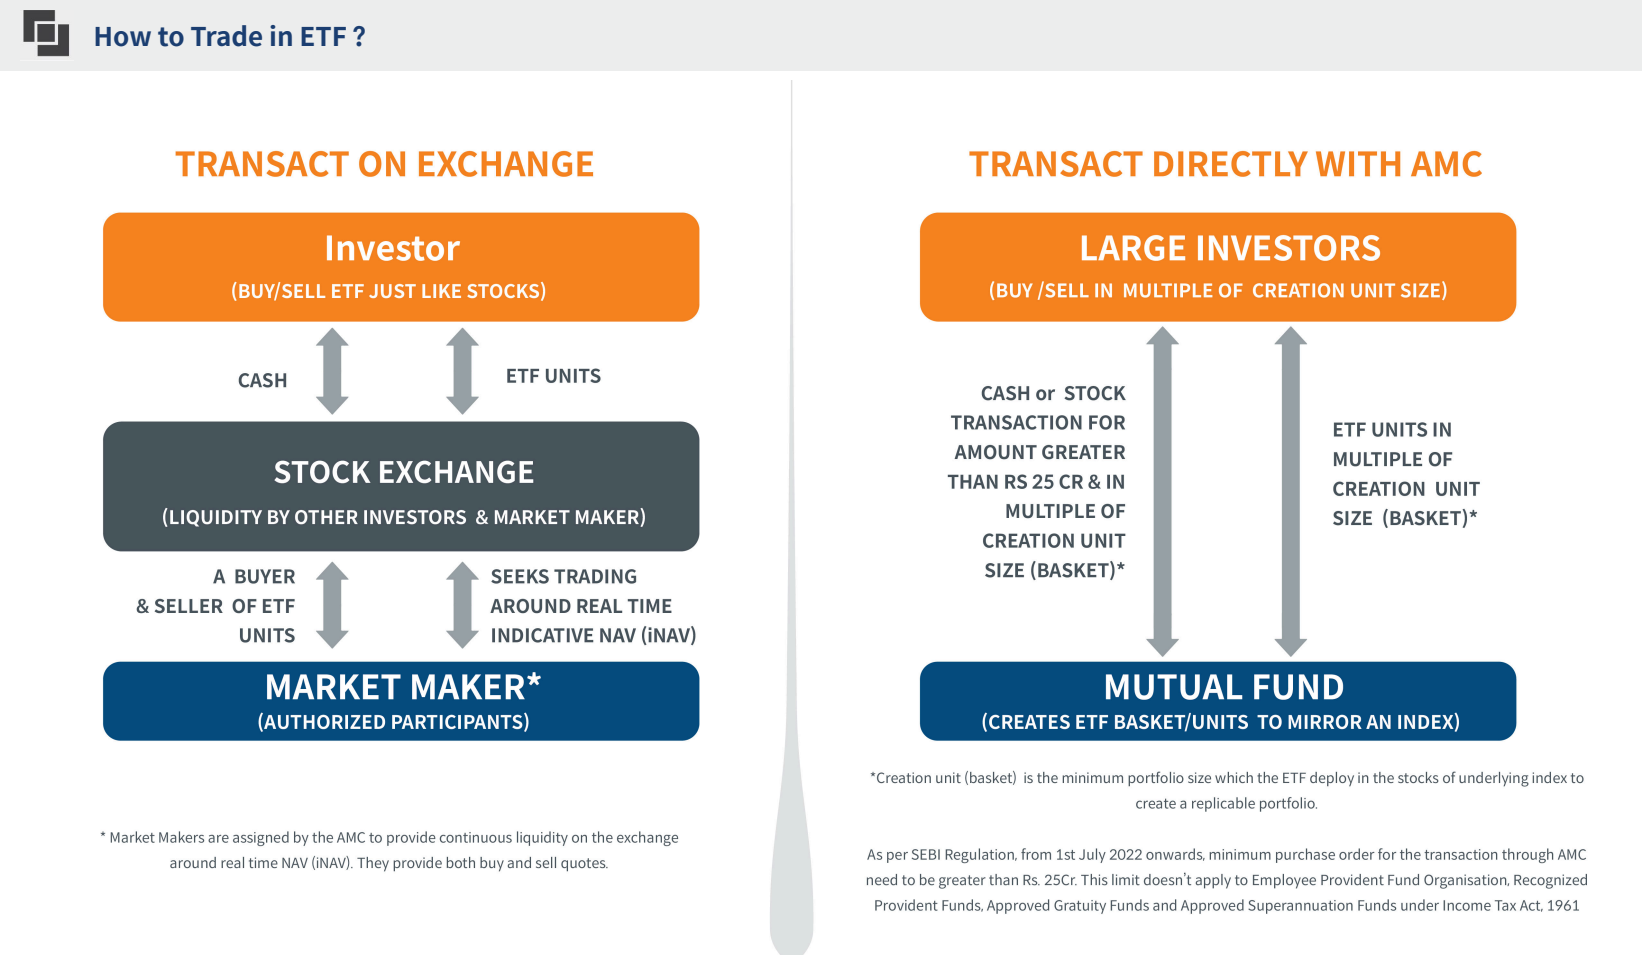 How to Trade in ETF ?
TRANSACT ON EXCHANGE
Investor
(BUY/SELL ETF JUST LIKE STOCKS)
CASH
ETF UNITS
STOCK EXCHANGE
(LIQUIDITY BY OTHER INVESTORS & MARKET MAKER)
A BUYER
& SELLER OF ETF
UNITS
SEEKS TRADING
AROUND REAL TIME
INDICATIVE NAV (iNAV)
MARKET MAKER*
(AUTHORIZED PARTICIPANTS)
* Market Makers are assigned by the AMC to provide continuous liquidity on the exchange
around real time NAV (iNAV). They provide both buy and sell quotes.
TRANSACT DIRECTLY WITH AMC
LARGE INVESTORS
(BUY /SELL IN MULTIPLE OF CREATION UNIT SIZE)
CASH or STOCK
TRANSACTION FOR
AMOUNT GREATER
THAN RS 25 CR & IN
MULTIPLE OF
CREATION UNIT
SIZE (BASKET)*
ETF UNITS IN
MULTIPLE OF
CREATION UNIT
SIZE (BASKET)*
MUTUAL FUND
(CREATES ETF BASKET/UNITS TO MIRROR AN INDEX)
*Creation unit (basket) is the minimum portfolio size which the ETF deploy in the stocks of underlying index to
create a replicable portfolio.
As per SEBI Regulation, from 1st July 2022 onwards, minimum purchase order for the transaction through AMC
need to be greater than Rs. 25Cr. This limit doesn't apply to Employee Provident Fund Organisation, Recognized
Provident Funds, Approved Gratuity Funds and Approved Superannuation Funds under Income Tax Act, 1961